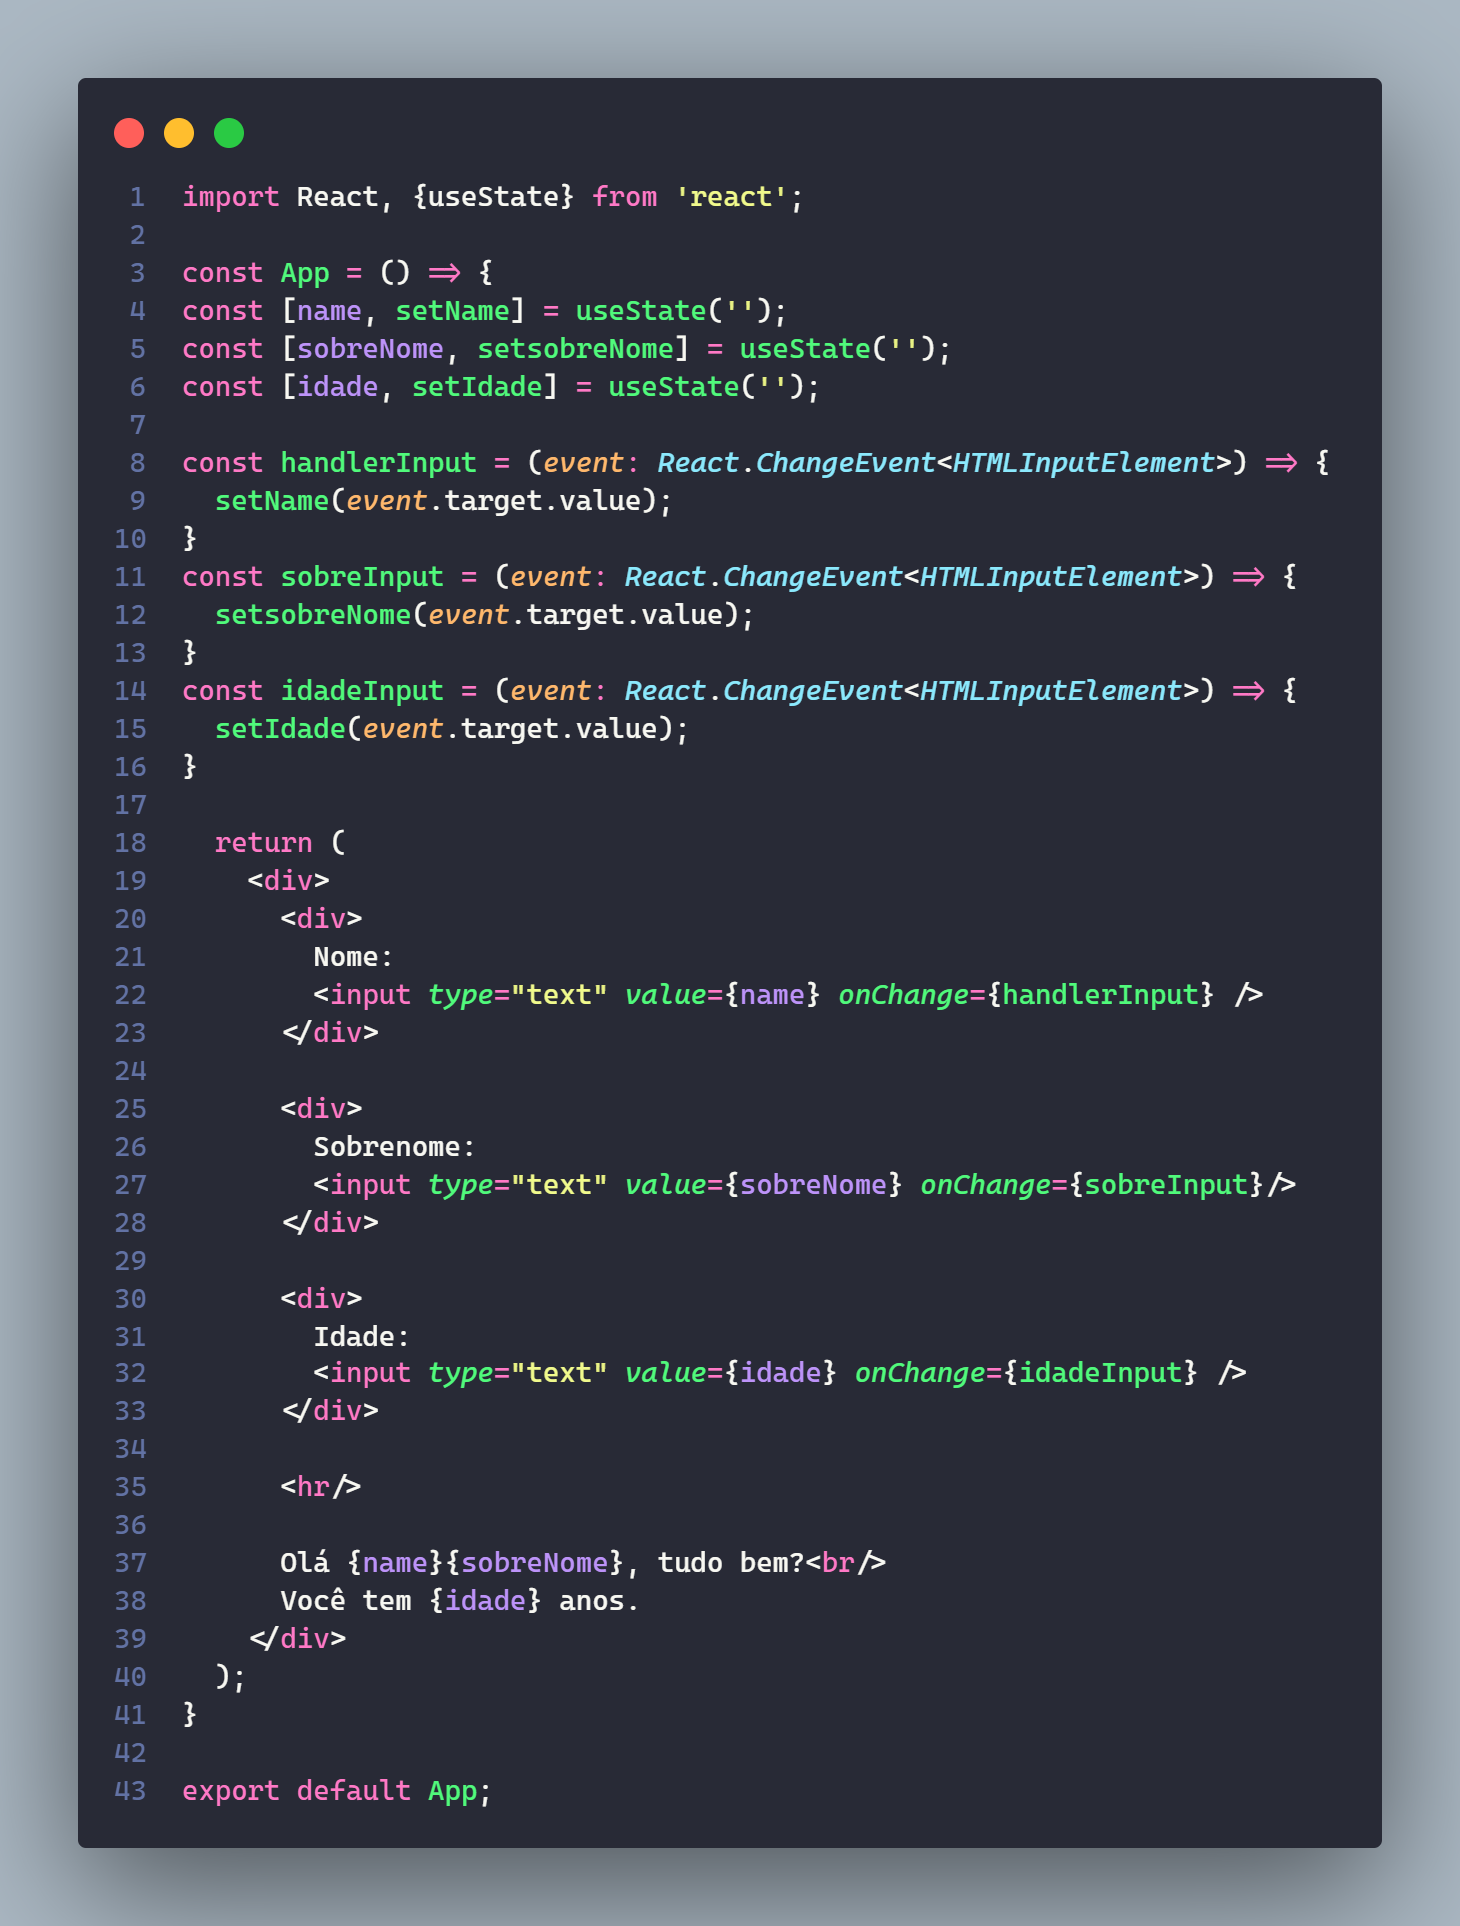 1 import React, {useState} from 'react';
2
3 const App = () => {
4 const [name, setName] = useState('');
5 const [sobreNome, setsobreNome] = useState('');
6 const [idade, setIdade] = useState('');
7
8 const handlerInput = (event: React.ChangeEvent<HTMLInputElement>) => {
9   setName(event.target.value);
10 }
11 const sobreInput = (event: React.ChangeEvent<HTMLInputElement>) => {
12   setsobreNome(event.target.value);
13 }
14 const idadeInput = (event: React.ChangeEvent<HTMLInputElement>) => {
15   setIdade(event.target.value);
16 }
17
18   return (
19     <div>
20       <div>
21         Nome:
22         <input type="text" value={name} onChange={handlerInput} />
23       </div>
24
25       <div>
26         Sobrenome:
27         <input type="text" value={sobreNome} onChange={sobreInput}/>
28       </div>
29
30       <div>
31         Idade:
32         <input type="text" value={idade} onChange={idadeInput} />
33       </div>
34
35       <hr/>
36
37       Olá {name}{sobreNome}, tudo bem?<br/>
38       Você tem {idade} anos.
39     </div>
40   );
41 }
42
43 export default App;